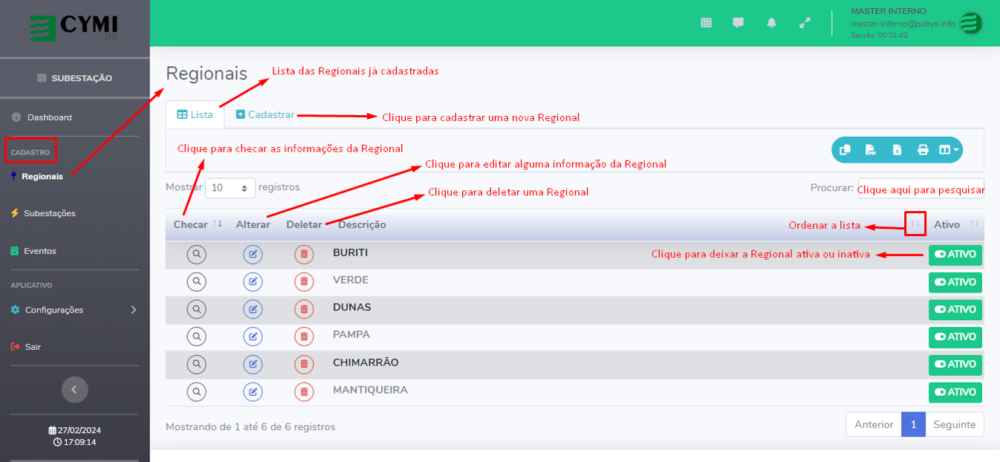 CYMI
BR
MASTER INTERNO
master-interno@pubye.info
Sessão: 00:31:42
SUBESTAÇÃO
Dashboard
CADASTRO
Regionais
Subestações
Eventos
APLICATIVO
Configurações
Sair
27/02/2024
17:09:14
Regionais
Lista das Regionais já cadastradas
Lista
Cadastrar
Clique para cadastrar uma nova Regional
Clique para checar as informações da Regional
Clique para editar alguma informação da Regional
Mostrar 10 registros
Clique para deletar uma Regional
Procurar: Clique aqui para pesquisar
Checar Alterar Deletar Descrição Ordenar a lista Ativo
BURITI Clique para deixar a Regional ativa ou inativa ATIVO
VERDE ATIVO
DUNAS ATIVO
PAMPA ATIVO
CHIMARRÃO ATIVO
MANTIQUEIRA ATIVO
Mostrando de 1 até 6 de 6 registros
Anterior 1 Seguinte